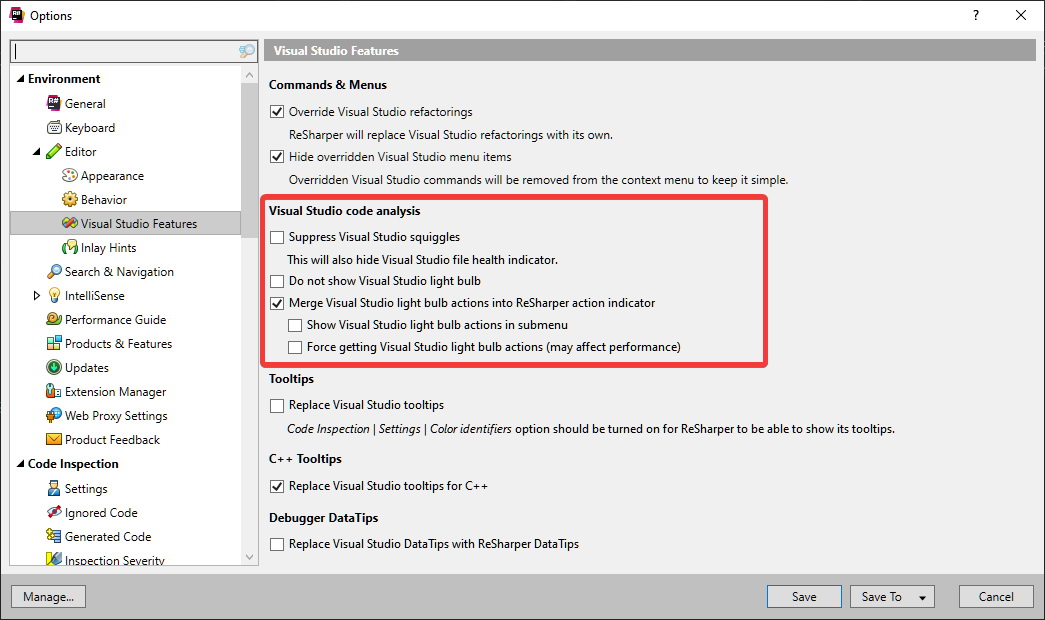 Options
?
Visual Studio Features
Environment
General
Keyboard
Editor
Appearance
Behavior
Visual Studio Features
Inlay Hints
Search & Navigation
IntelliSense
Performance Guide
Products & Features
Updates
Extension Manager
Web Proxy Settings
Product Feedback
Code Inspection
Settings
Ignored Code
Generated Code
Inspection Severity
Commands & Menus
Override Visual Studio refactorings
ReSharper will replace Visual Studio refactorings with its own.
Hide overridden Visual Studio menu items
Overridden Visual Studio commands will be removed from the context menu to keep it simple.
Visual Studio code analysis
Suppress Visual Studio squiggles
This will also hide Visual Studio file health indicator.
Do not show Visual Studio light bulb
Merge Visual Studio light bulb actions into ReSharper action indicator
Show Visual Studio light bulb actions in submenu
Force getting Visual Studio light bulb actions (may affect performance)
Tooltips
Replace Visual Studio tooltips
Code Inspection | Settings | Color identifiers option should be turned on for ReSharper to be able to show its tooltips.
C++ Tooltips
Replace Visual Studio tooltips for C++
Debugger DataTips
Replace Visual Studio DataTips with ReSharper DataTips
Manage...
Save
Save To
Cancel